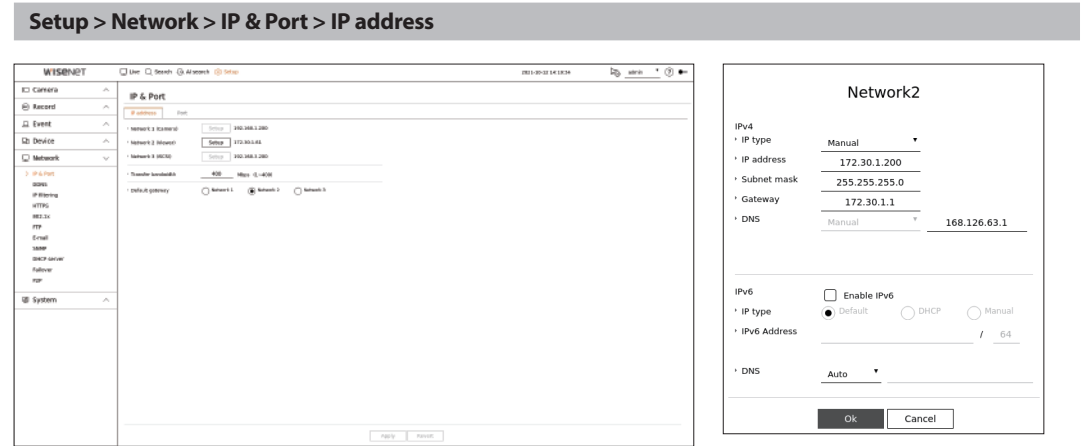 Setup > Network > IP & Port > IP address
WISENET
Live Search AI search Setup
2021-10-12 14:19:34
admin
Camera
Record
Event
Device
Network
IP & Port
DDNS
IP filtering
HTTPS
802.1x
FTP
E-mail
SNMP
DHCP server
Failover
P2P
System
IP & Port
IP address Port
Network 1 (Camera) Setup 192.168.1.200
Network 2 (Viewer) Setup
Network 3 (iSCSI) Setup 192.168.3.200
Transfer bandwidth 400 Mbps (1~400)
Default gateway Network 1 Network 2 Network 3
Apply Revert
Network2
IPv4
IP type Manual
IP address 172.30.1.200
Subnet mask 255.255.255.0
Gateway 172.30.1.1
DNS Manual 168.126.63.1
IPv6 Enable IPv6
IP type Default DHCP Manual
IPv6 Address / 64
DNS Auto
Ok Cancel